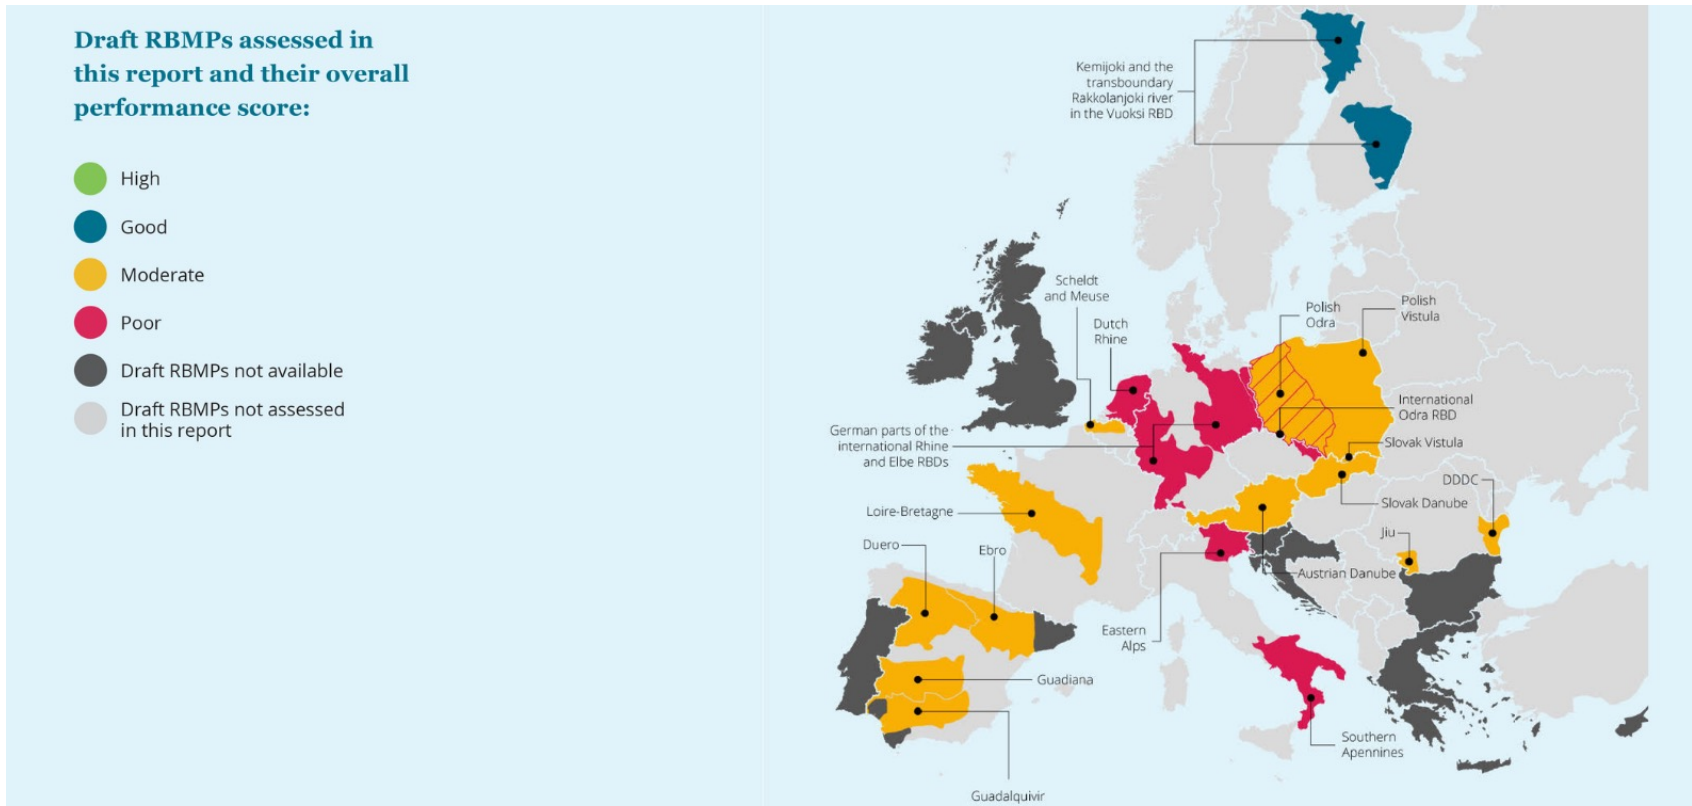 Draft RBMPs assessed in
this report and their overall
performance score:
High
Good
Moderate
Poor
Draft RBMPs not available
Draft RBMPs not assessed
in this report
Kemijoki and the
transboundary
Rakkolanjoki river
in the Vuoksi RBD
Scheldt
and Meuse
Dutch
Rhine
Polish
Odra
Polish
Vistula
German parts of the
international Rhine
and Elbe RBDs
International
Odra RBD
Slovak Vistula
DDDC
Slovak Danube
Loire-Bretagne
Jiu
Duero
Ebro
Austrian Danube
Eastern
Alps
Guadiana
Southern
Apennines
Guadalquivir